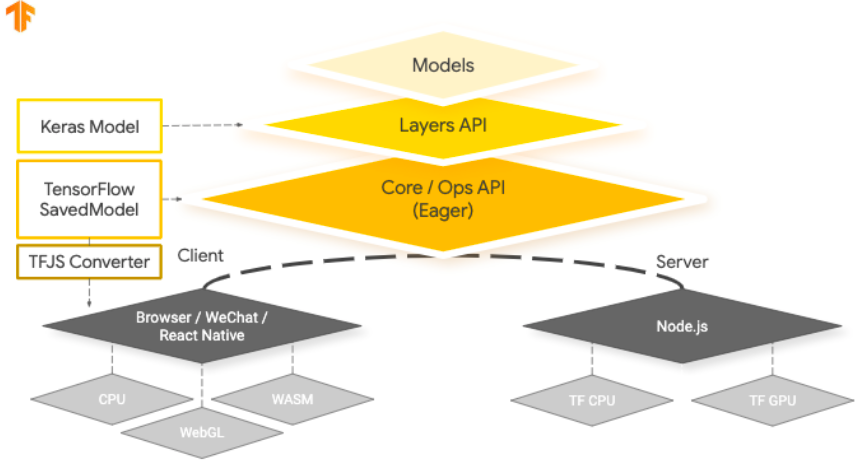 Models
Keras Model
Layers API
TensorFlow
SavedModel
Core / Ops API
(Eager)
TFJS Converter
Client
Server
Browser / WeChat /
React Native
Node.js
CPU
WebGL
WASM
TF CPU
TF GPU